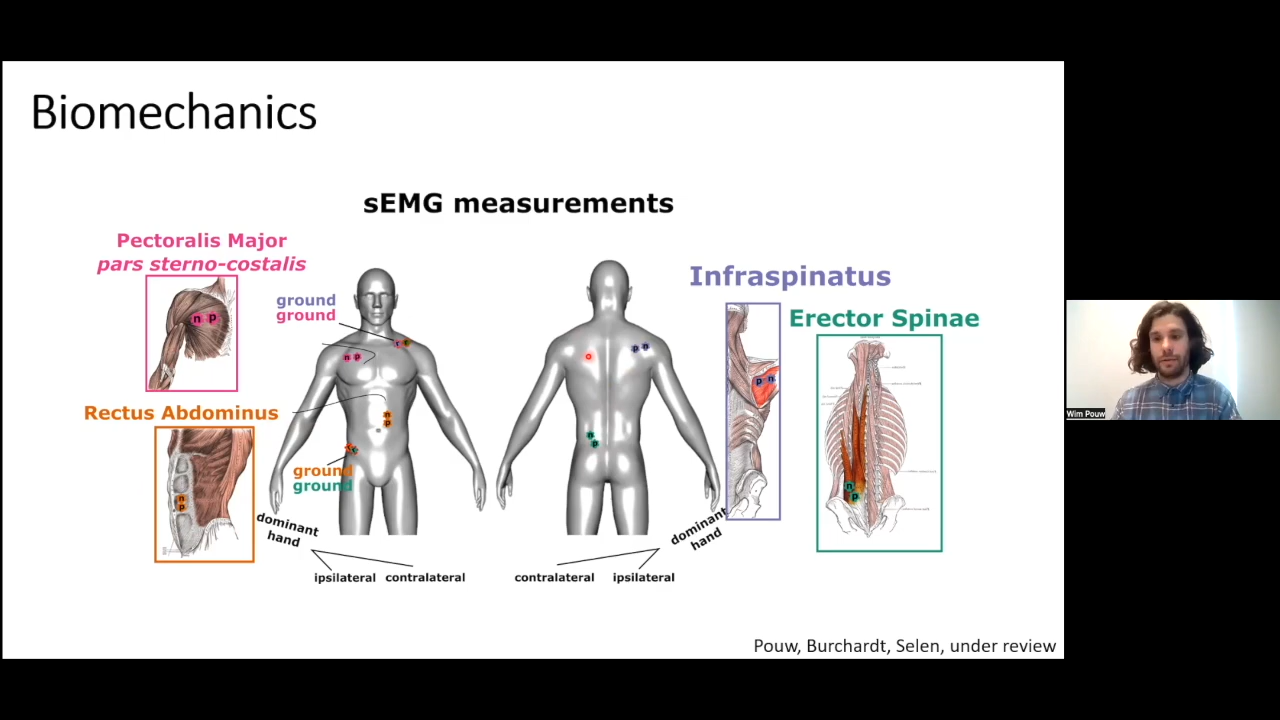 Biomechanics
sEMG measurements
Pectoralis Major
pars sterno-costalis
n p
ground
ground
n p
Rectus Abdominus
n
p
n
p
ground
ground
dominant
hand
ipsilateral contralateral
Infraspinatus
p n
p n
Erector Spinae
n
p
n
p
dominant
hand
contralateral ipsilateral
Pouw, Burchardt, Selen, under review
Wim Pouw